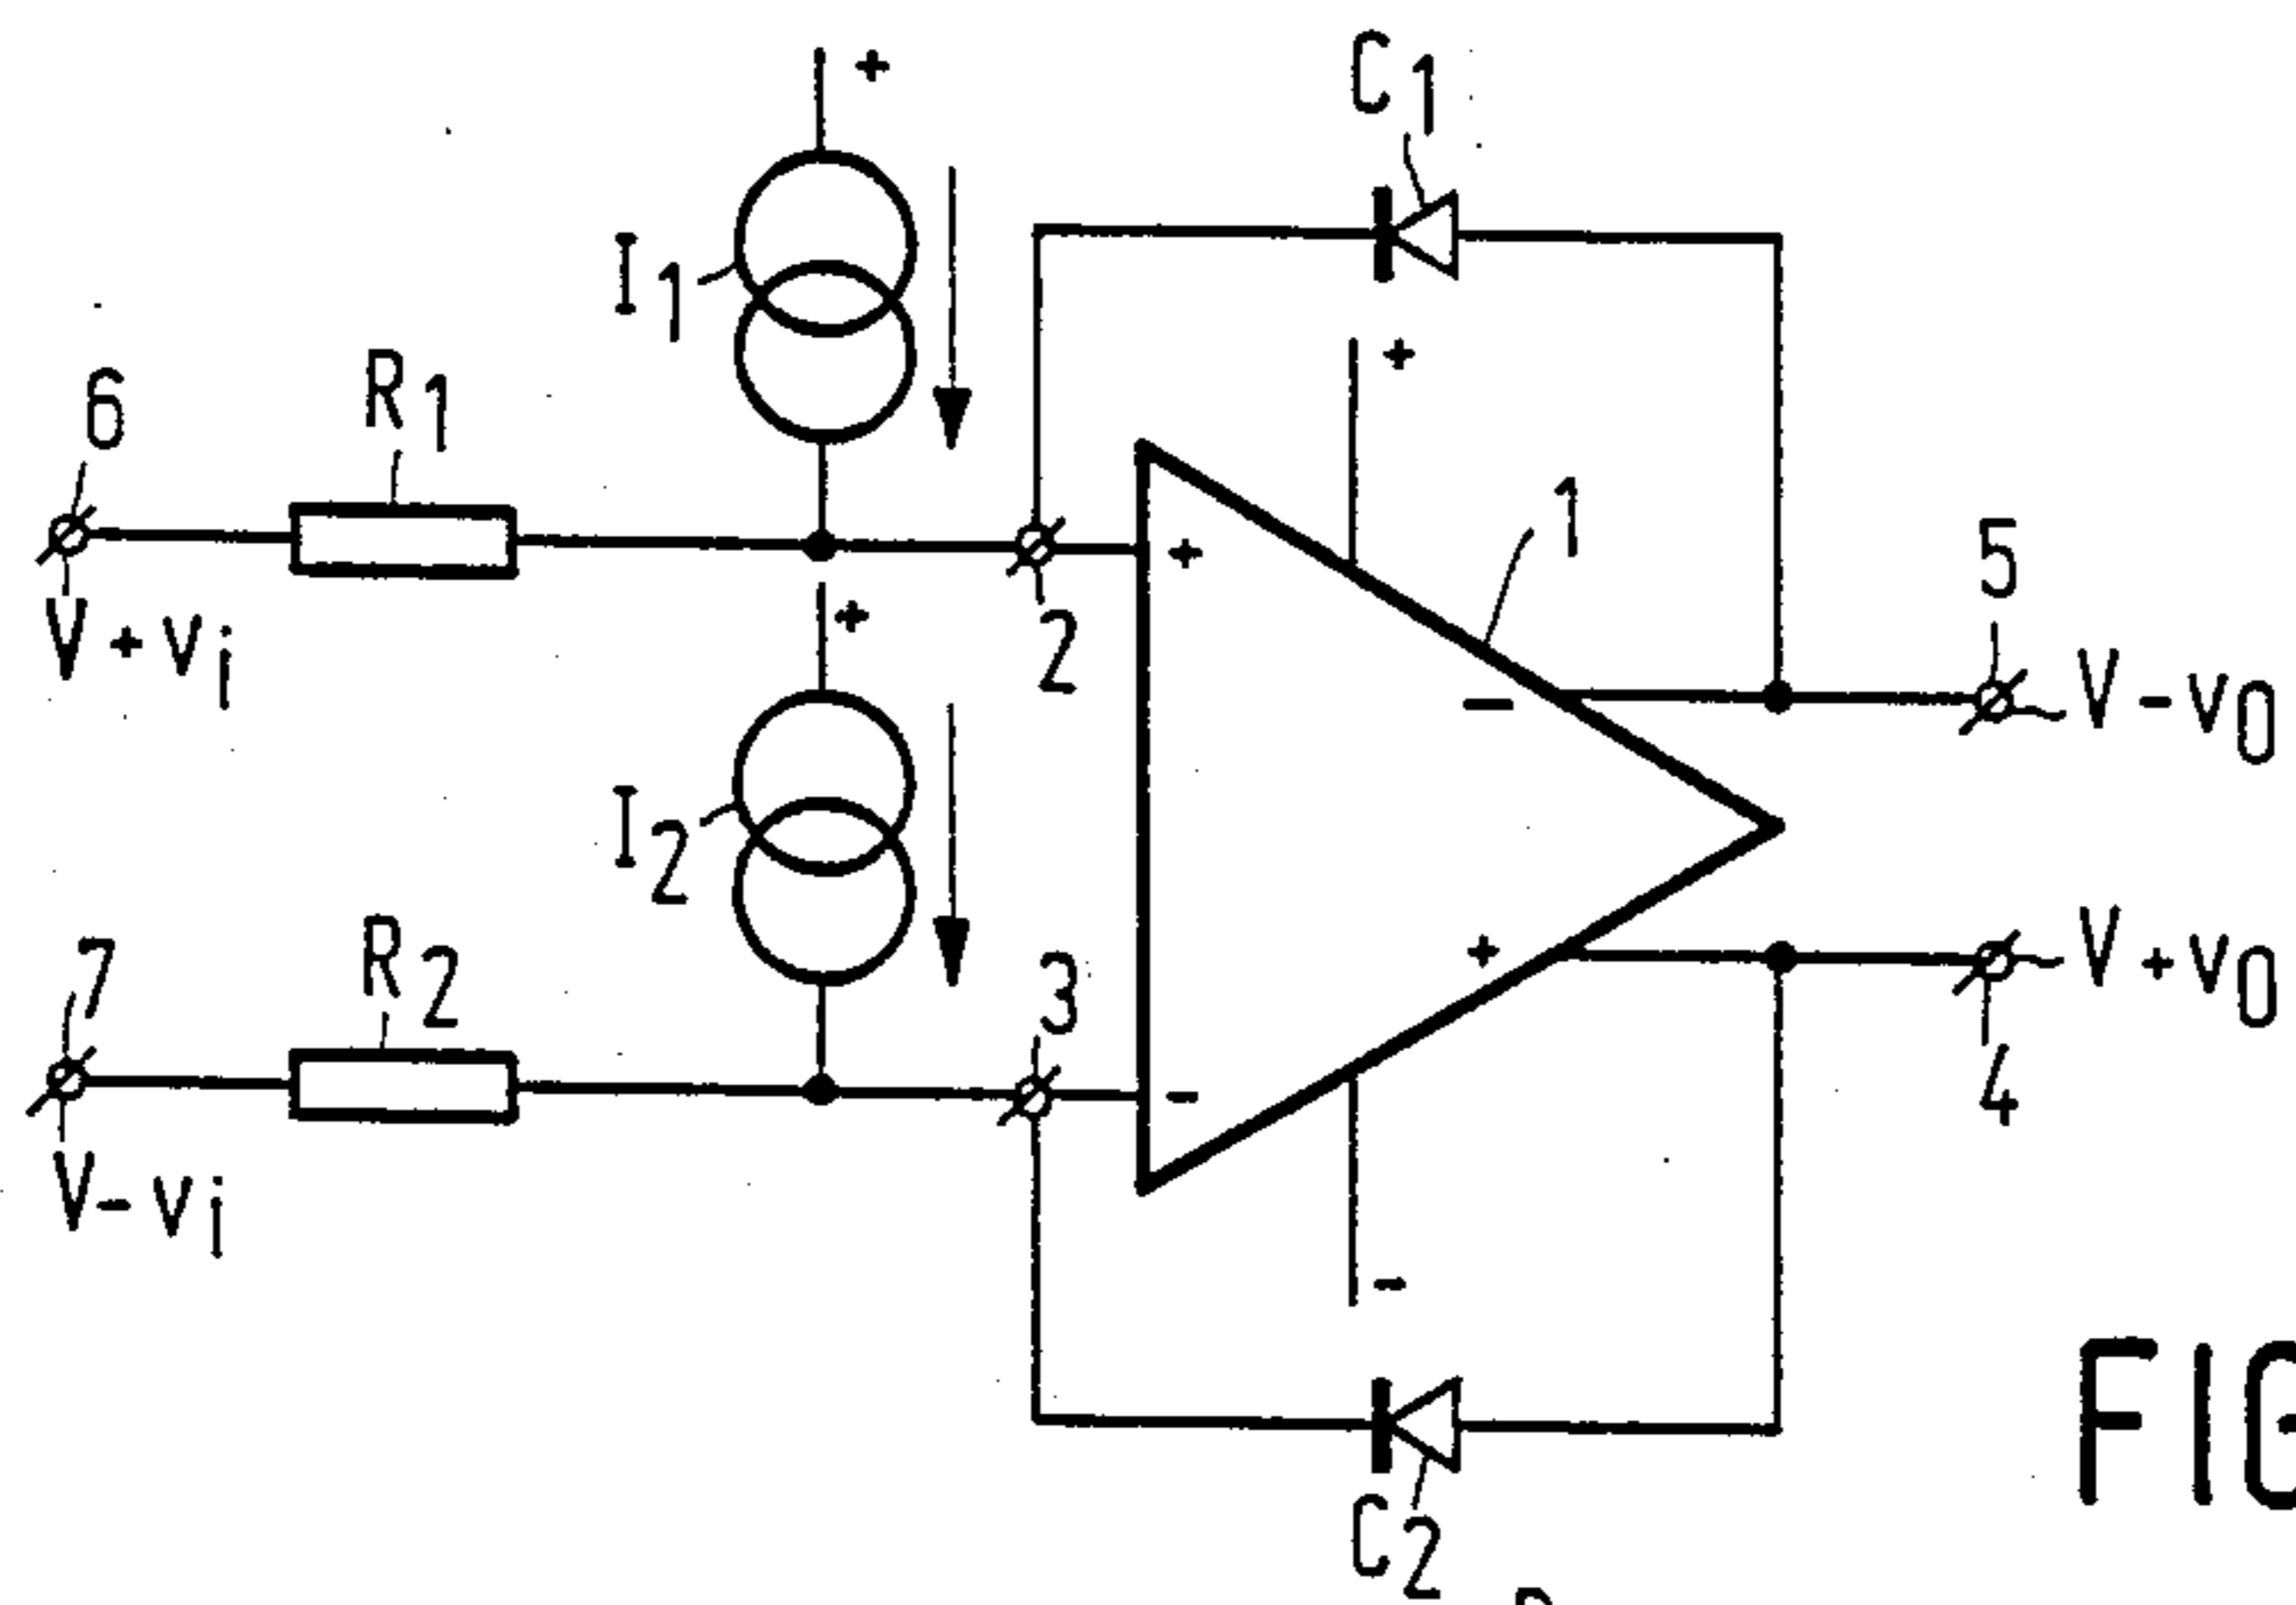 C1
+
I1
+
R1
6
1
+
5
2
V+vi
+
−
V−v0
I2
+
V+v0
R2
7
3
4
-
V-vi
-
FIG
C2